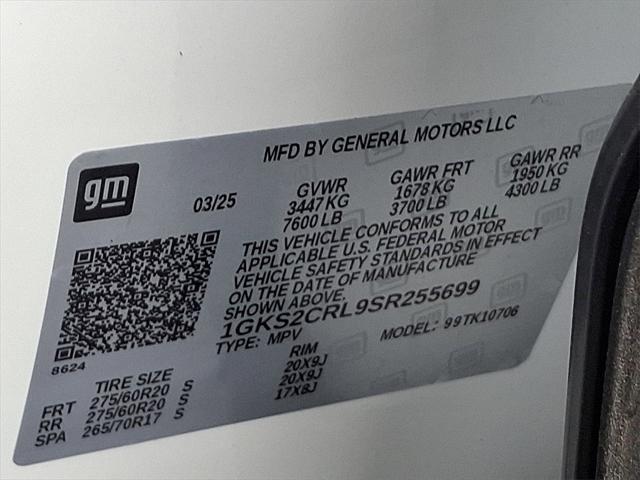 MFD BY GENERAL MOTORS LLC
gm
03/25
GVWR
3447 KG
7600 LB
GAWR FRT
1678 KG
3700 LB
GAWR RR
1950 KG
4300 LB
THIS VEHICLE CONFORMS TO ALL
APPLICABLE U.S. FEDERAL MOTOR
VEHICLE SAFETY STANDARDS IN EFFECT
ON THE DATE OF MANUFACTURE
SHOWN ABOVE.
1GKS2CRL9SR255699
TYPE: MPV
MODEL: 99TK10706
8624
TIRE SIZE
RIM
FRT 275/60R20 S 20X9J
RR 275/60R20 S 20X9J
SPA 265/70R17 S 17X8J